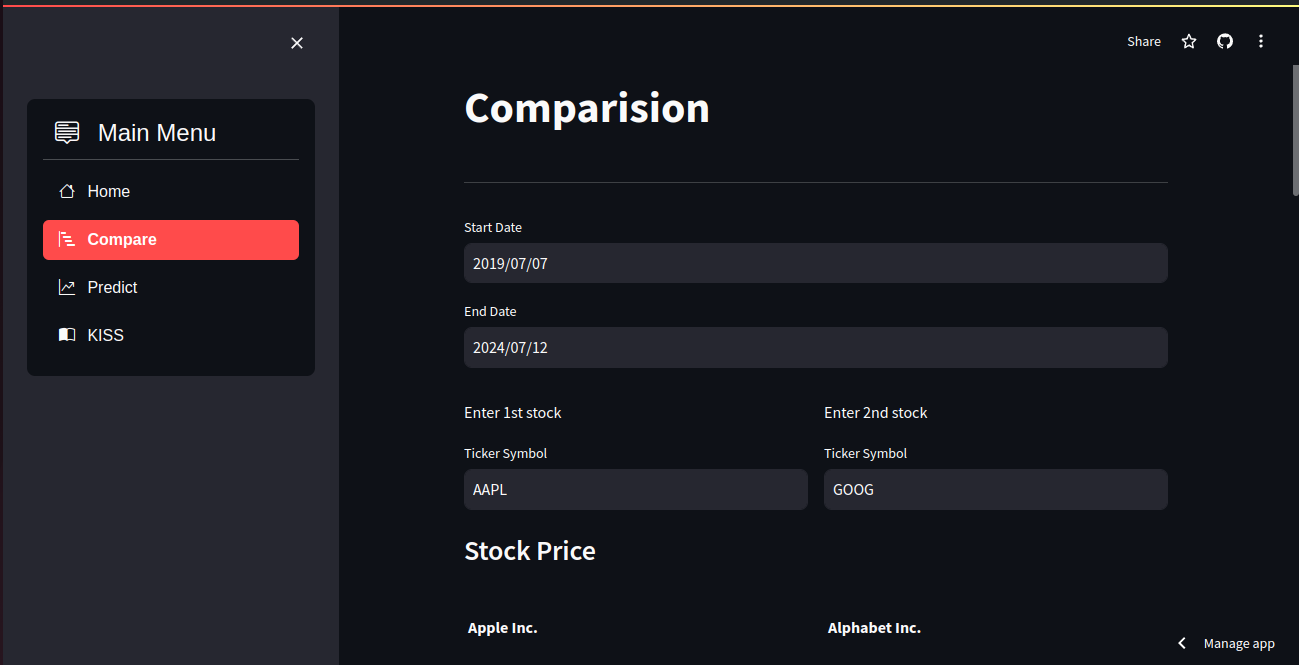 Share
Main Menu
Home
Compare
Predict
KISS
Comparision
Start Date
2019/07/07
End Date
2024/07/12
Enter 1st stock Enter 2nd stock
Ticker Symbol Ticker Symbol
AAPL GOOG
Stock Price
Apple Inc. Alphabet Inc.
Manage app